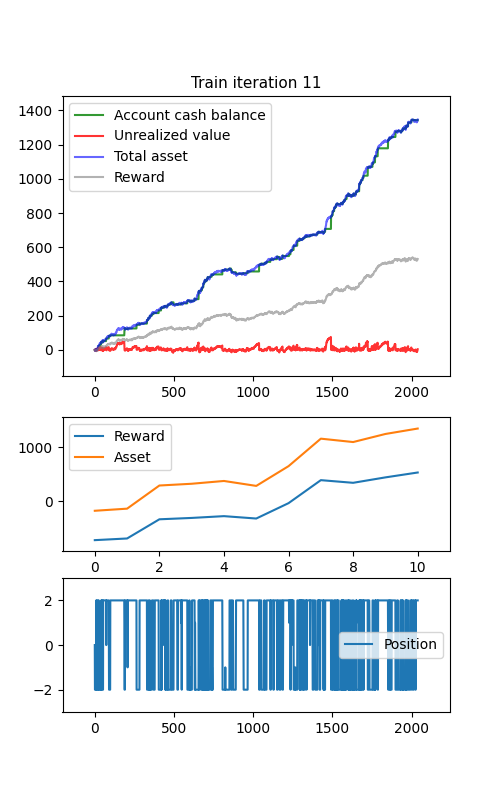 Train iteration 11
1400
1200
1000
800
600
400
200
0
Account cash balance
Unrealized value
Total asset
Reward
0 500 1000 1500 2000
1000
0
Reward
Asset
0 2 4 6 8 10
2
0
−2
Position
0 500 1000 1500 2000